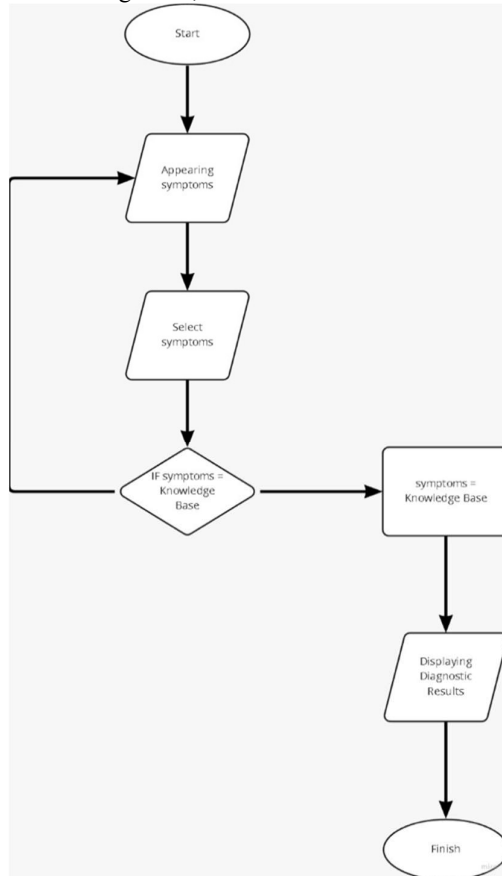 Start
Appearing
symptoms
Select
symptoms
IF symptoms =
Knowledge
Base
symptoms =
Knowledge Base
Displaying
Diagnostic
Results
Finish